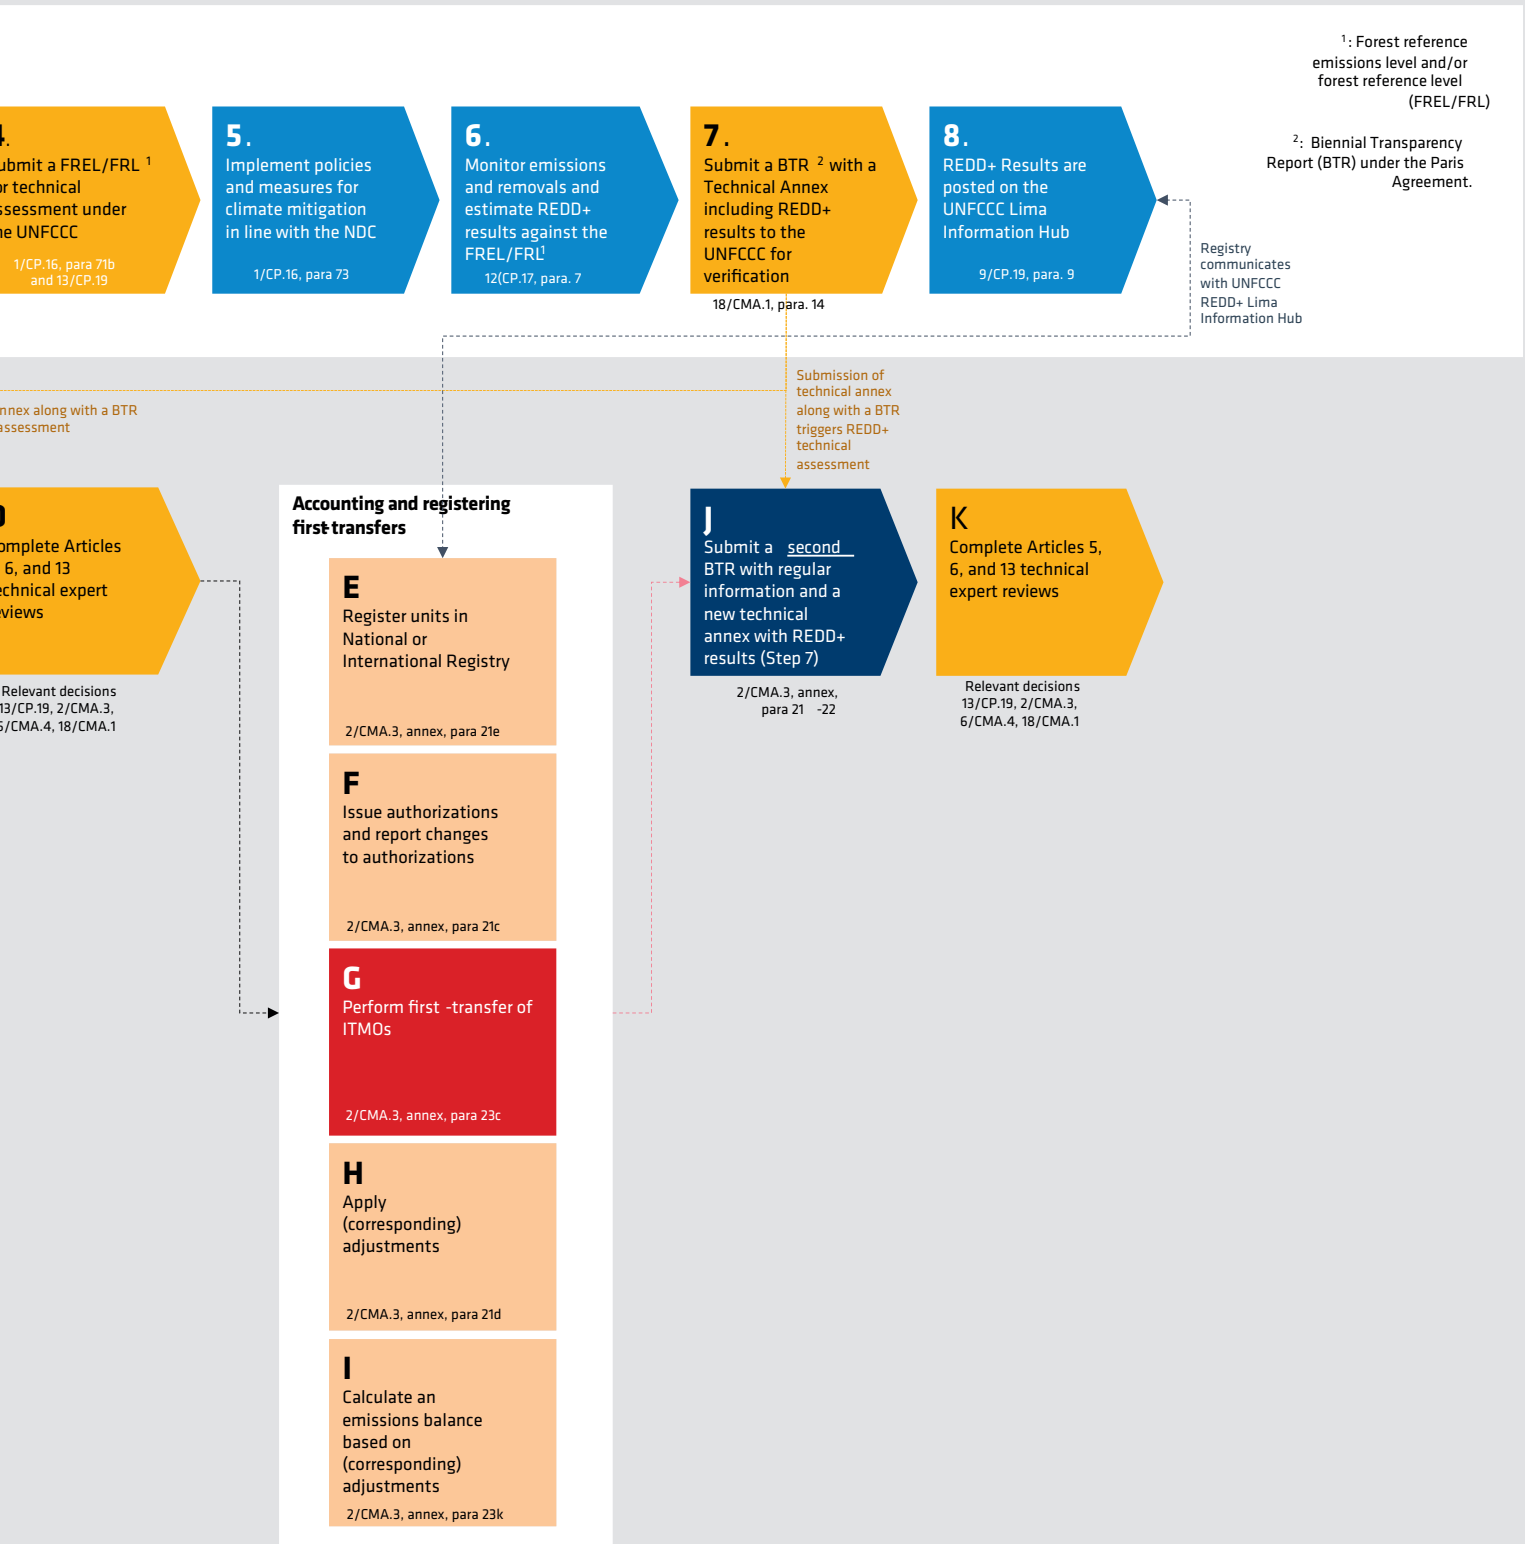 1: Forest reference
emissions level and/or
forest reference level
(FREL/FRL)
2: Biennial Transparency
Report (BTR) under the Paris
Agreement.
4.
ubmit a FREL/FRL 1
or technical
ssessment under
he UNFCCC
1/CP.16, para 71b
and 13/CP.19
5.
Implement policies
and measures for
climate mitigation
in line with the NDC
1/CP.16, para 73
6.
Monitor emissions
and removals and
estimate REDD+
results against the
FREL/FRL1
12(CP.17, para. 7
7.
Submit a BTR 2 with a
Technical Annex
including REDD+
results to the
UNFCCC for
verification
18/CMA.1, para. 14
8.
REDD+ Results are
posted on the
UNFCCC Lima
Information Hub
9/CP.19, para. 9
Registry
communicates
with UNFCCC
REDD+ Lima
Information Hub
nnex along with a BTR
assessment
Submission of
technical annex
along with a BTR
triggers REDD+
technical
assessment
omplete Articles
6, and 13
echnical expert
eviews
Relevant decisions
13/CP.19, 2/CMA.3,
6/CMA.4, 18/CMA.1
Accounting and registering
first-transfers
E
Register units in
National or
International Registry
2/CMA.3, annex, para 21e
F
Issue authorizations
and report changes
to authorizations
2/CMA.3, annex, para 21c
G
Perform first -transfer of
ITMOs
2/CMA.3, annex, para 23c
H
Apply
(corresponding)
adjustments
2/CMA.3, annex, para 21d
I
Calculate an
emissions balance
based on
(corresponding)
adjustments
2/CMA.3, annex, para 23k
J
Submit a second
BTR with regular
information and a
new technical
annex with REDD+
results (Step 7)
2/CMA.3, annex,
para 21 -22
K
Complete Articles 5,
6, and 13 technical
expert reviews
Relevant decisions
13/CP.19, 2/CMA.3,
6/CMA.4, 18/CMA.1